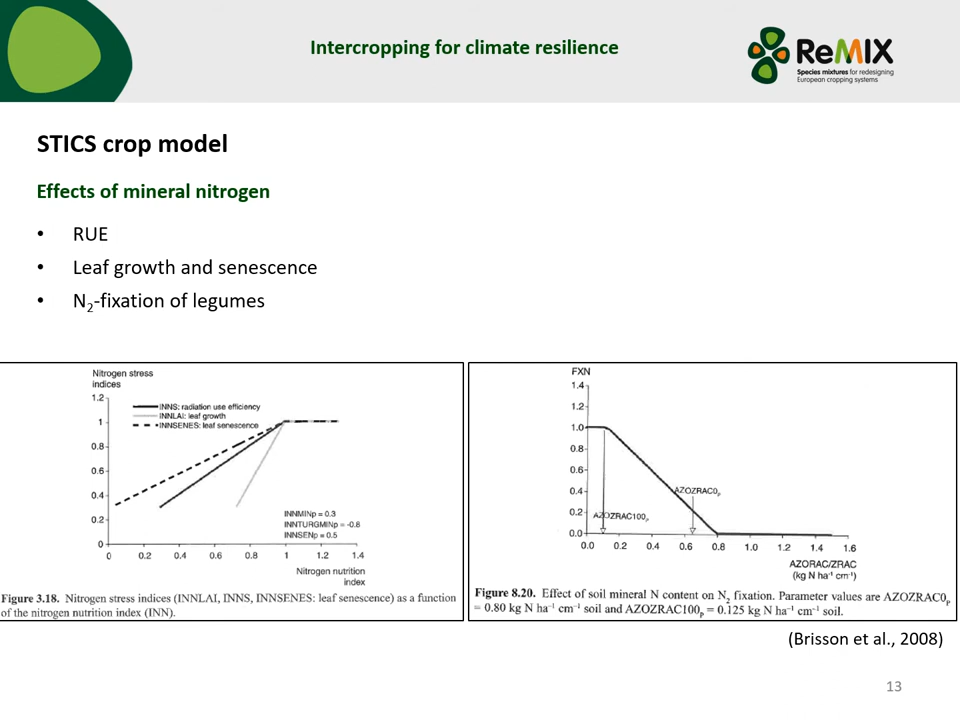 Intercropping for climate resilience
ReMIX
Species mixtures for redesigning
European cropping systems
STICS crop model
Effects of mineral nitrogen
• RUE
• Leaf growth and senescence
• N2-fixation of legumes
Nitrogen stress
indices
1.2
1
0.8
0.6
0.4
0.2
0
INNS: radiation use efficiency
INNLAI: leaf growth
INNSENES: leaf senescence
INNMINp = 0.3
INNTURGMINp = -0.8
INNSENp = 0.5
0 0.2 0.4 0.6 0.8 1 1.2 1.4
Nitrogen nutrition
index
Figure 3.18. Nitrogen stress indices (INNLAI, INNS, INNSENES: leaf senescence) as a function
of the nitrogen nutrition index (INN).
FXN
1.4
1.2
1.0
0.8
0.6
0.4
0.2
0.0
AZOZRAC0p
AZOZRAC100p
0.0 0.2 0.4 0.6 0.8 1.0 1.2 1.4 1.6
AZORAC/ZRAC
(kg N ha⁻¹ cm⁻¹)
Figure 8.20. Effect of soil mineral N content on N2 fixation. Parameter values are AZOZRAC0p
= 0.80 kg N ha⁻¹ cm⁻¹ soil and AZOZRAC100p = 0.125 kg N ha⁻¹ cm⁻¹ soil.
(Brisson et al., 2008)
13